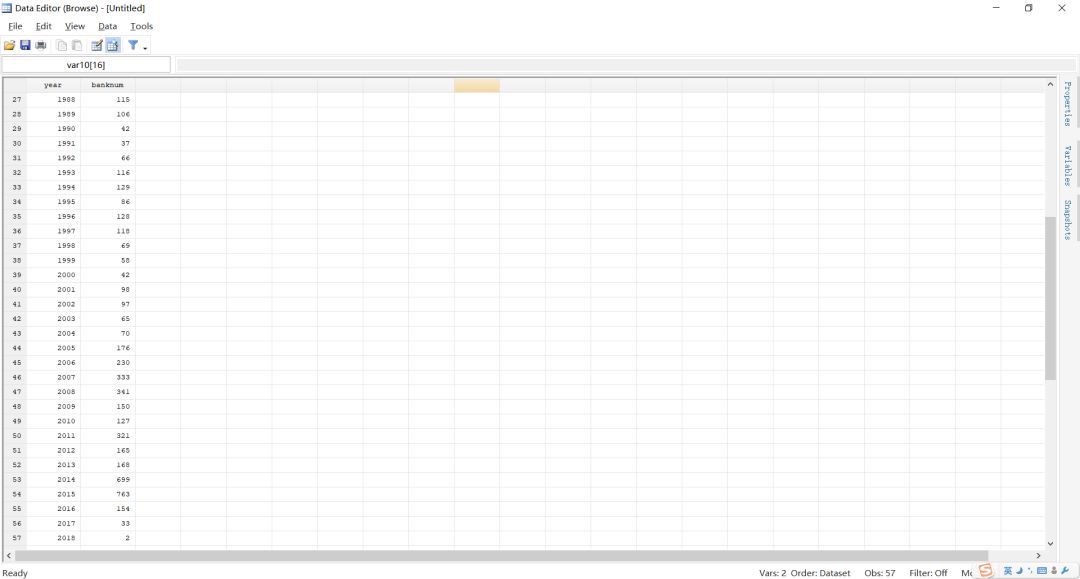 Data Editor (Browse) - [Untitled]
File Edit View Data Tools
var10[16]
year banknum
27 1988 115
28 1989 106
29 1990 42
30 1991 37
31 1992 66
32 1993 116
33 1994 129
34 1995 86
35 1996 128
36 1997 118
37 1998 69
38 1999 58
39 2000 42
40 2001 98
41 2002 97
42 2003 65
43 2004 70
44 2005 176
45 2006 230
46 2007 333
47 2008 341
48 2009 150
49 2010 127
50 2011 321
51 2012 165
52 2013 168
53 2014 699
54 2015 763
55 2016 154
56 2017 33
57 2018 2
Properties
Variables
Snapshots
Ready Vars: 2 Order: Dataset Obs: 57 Filter: Off 英